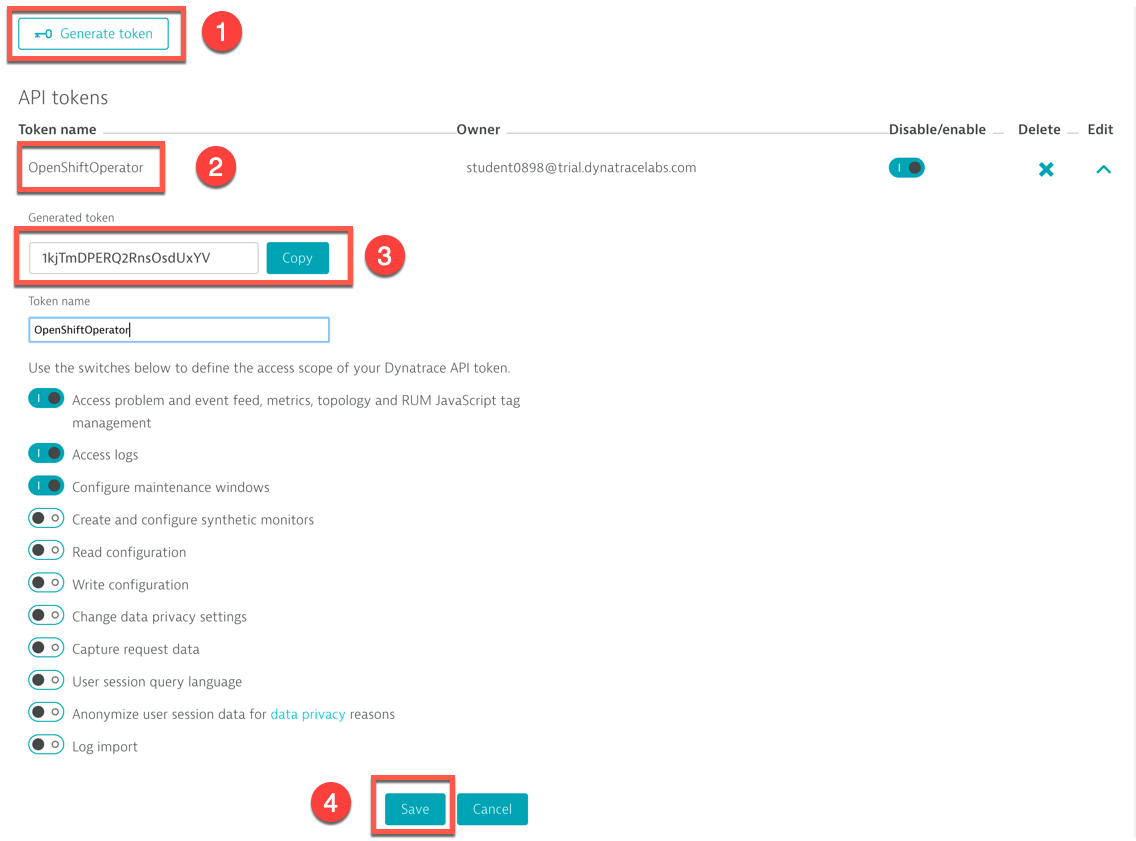 Generate token
1
API tokens
Token name Owner Disable/enable Delete Edit
OpenShiftOperator
2
student0898@trial.dynatracelabs.com
Generated token
1kjTmDPERQ2RnsOsdUxYV
Copy
3
Token name
OpenShiftOperator
Use the switches below to define the access scope of your Dynatrace API token.
Access problem and event feed, metrics, topology and RUM JavaScript tag
management
Access logs
Configure maintenance windows
Create and configure synthetic monitors
Read configuration
Write configuration
Change data privacy settings
Capture request data
User session query language
Anonymize user session data for data privacy reasons
Log import
4
Save Cancel